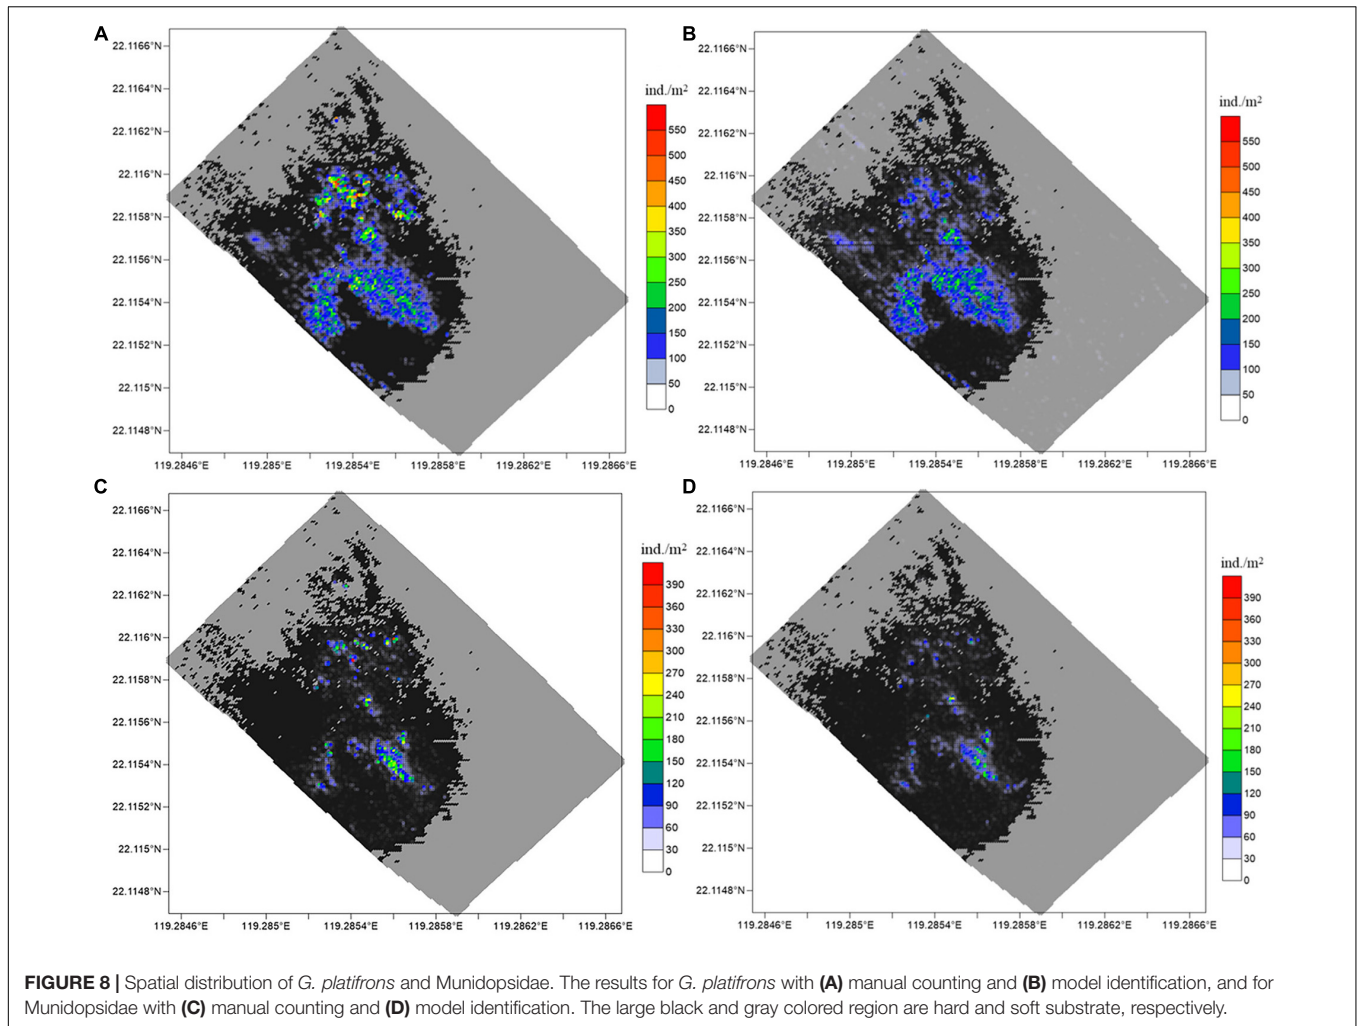 A
22.1166°N
22.1164°N
22.1162°N
22.116°N
22.1158°N
22.1156°N
22.1154°N
22.1152°N
22.115°N
22.1148°N
119.2846°E 119.285°E 119.2854°E 119.2858°E 119.2862°E 119.2866°E
ind./m²
550
500
450
400
350
300
250
200
150
100
50
0
B
22.1166°N
22.1164°N
22.1162°N
22.116°N
22.1158°N
22.1156°N
22.1154°N
22.1152°N
22.115°N
22.1148°N
119.2846°E 119.285°E 119.2854°E 119.2858°E 119.2862°E 119.2866°E
ind./m²
550
500
450
400
350
300
250
200
150
100
50
0
C
22.1166°N
22.1164°N
22.1162°N
22.116°N
22.1158°N
22.1156°N
22.1154°N
22.1152°N
22.115°N
22.1148°N
119.2846°E 119.285°E 119.2854°E 119.2858°E 119.2862°E 119.2866°E
ind./m²
390
360
330
300
270
240
210
180
150
120
90
60
30
0
D
22.1166°N
22.1164°N
22.1162°N
22.116°N
22.1158°N
22.1156°N
22.1154°N
22.1152°N
22.115°N
22.1148°N
119.2846°E 119.285°E 119.2854°E 119.2858°E 119.2862°E 119.2866°E
ind./m²
390
360
330
300
270
240
210
180
150
120
90
60
30
0
FIGURE 8 | Spatial distribution of G. platifrons and Munidopsidae. The results for G. platifrons with (A) manual counting and (B) model identification, and for
Munidopsidae with (C) manual counting and (D) model identification. The large black and gray colored region are hard and soft substrate, respectively.